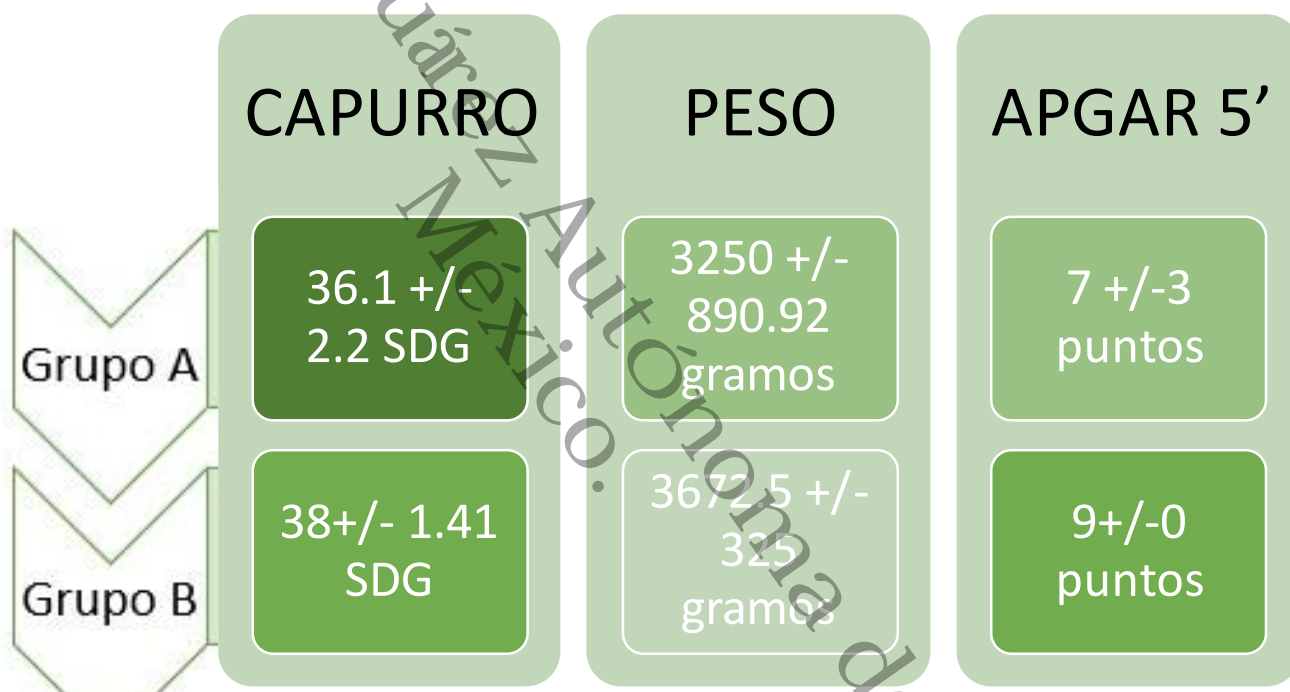 CAPURRO
PESO
APGAR 5’
Grupo A
36.1 +/-
2.2 SDG
3250 +/-
890.92
gramos
7 +/-3
puntos
Grupo B
38+/- 1.41
SDG
3672.5 +/-
325
gramos
9+/-0
puntos
uárez Autónoma d
México.